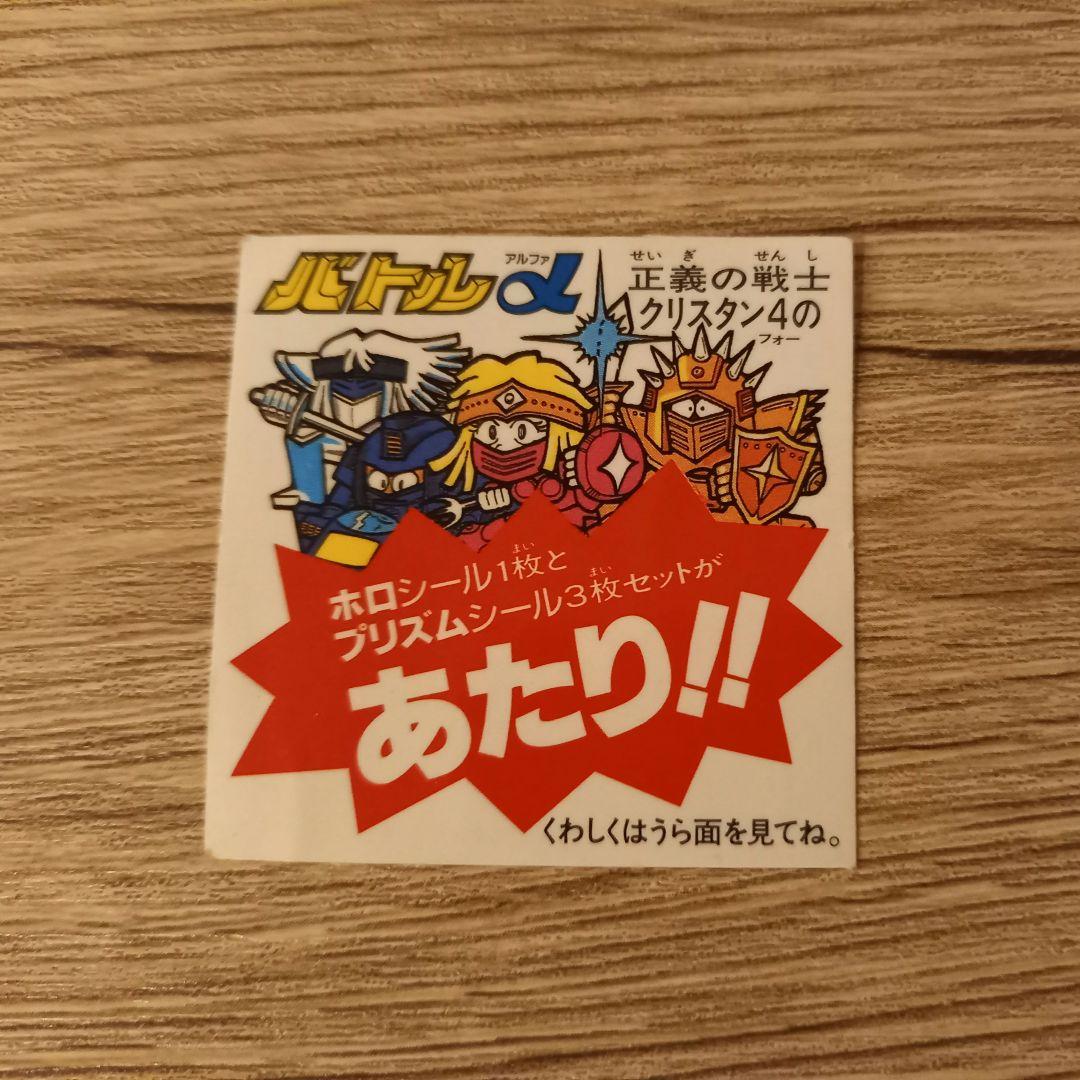 バトルα
アルファ
せいぎ せんし
正義の戦士
クリスタン4の
フォー
まい
ホロシール1枚と
まい
プリズムシール3枚セットが
あたり!!
くわしくはうら面を見てね。